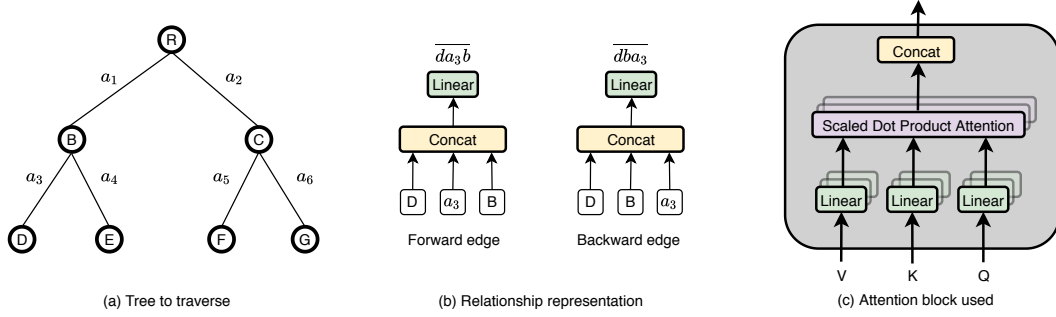 R
a₁
a₂
B
C
a₃
a₄
a₅
a₆
D
E
F
G
(a) Tree to traverse
da₃b
dba₃
Linear
Linear
Concat
Concat
D
a₃
B
D
B
a₃
Forward edge
Backward edge
(b) Relationship representation
Concat
Scaled Dot Product Attention
Linear
Linear
Linear
V
K
Q
(c) Attention block used